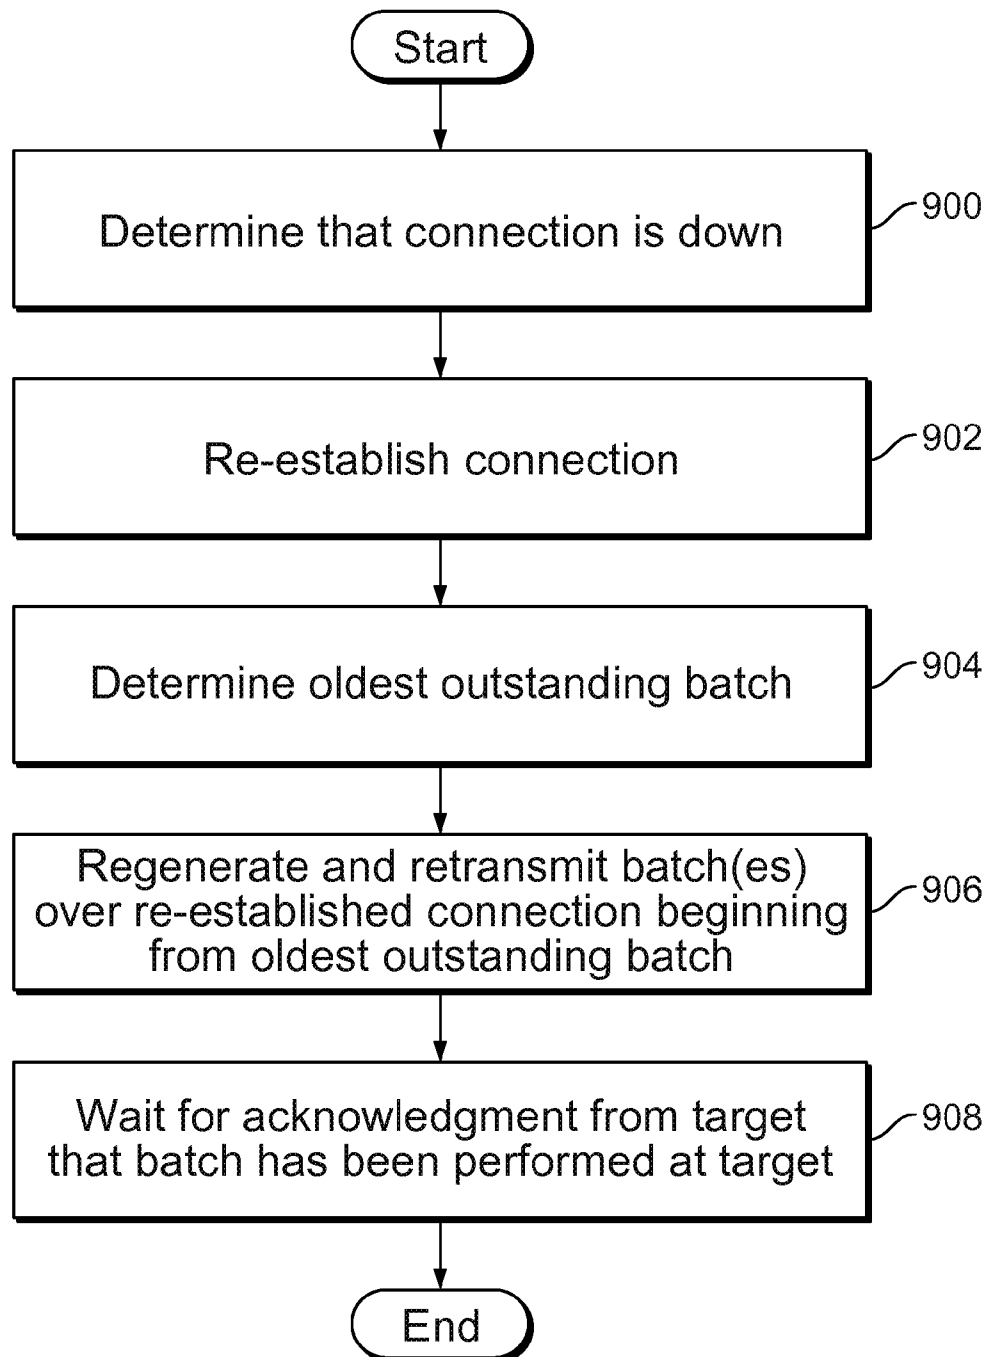 Start
Determine that connection is down
900
Re-establish connection
902
Determine oldest outstanding batch
904
Regenerate and retransmit batch(es)
over re-established connection beginning
from oldest outstanding batch
906
Wait for acknowledgment from target
that batch has been performed at target
908
End